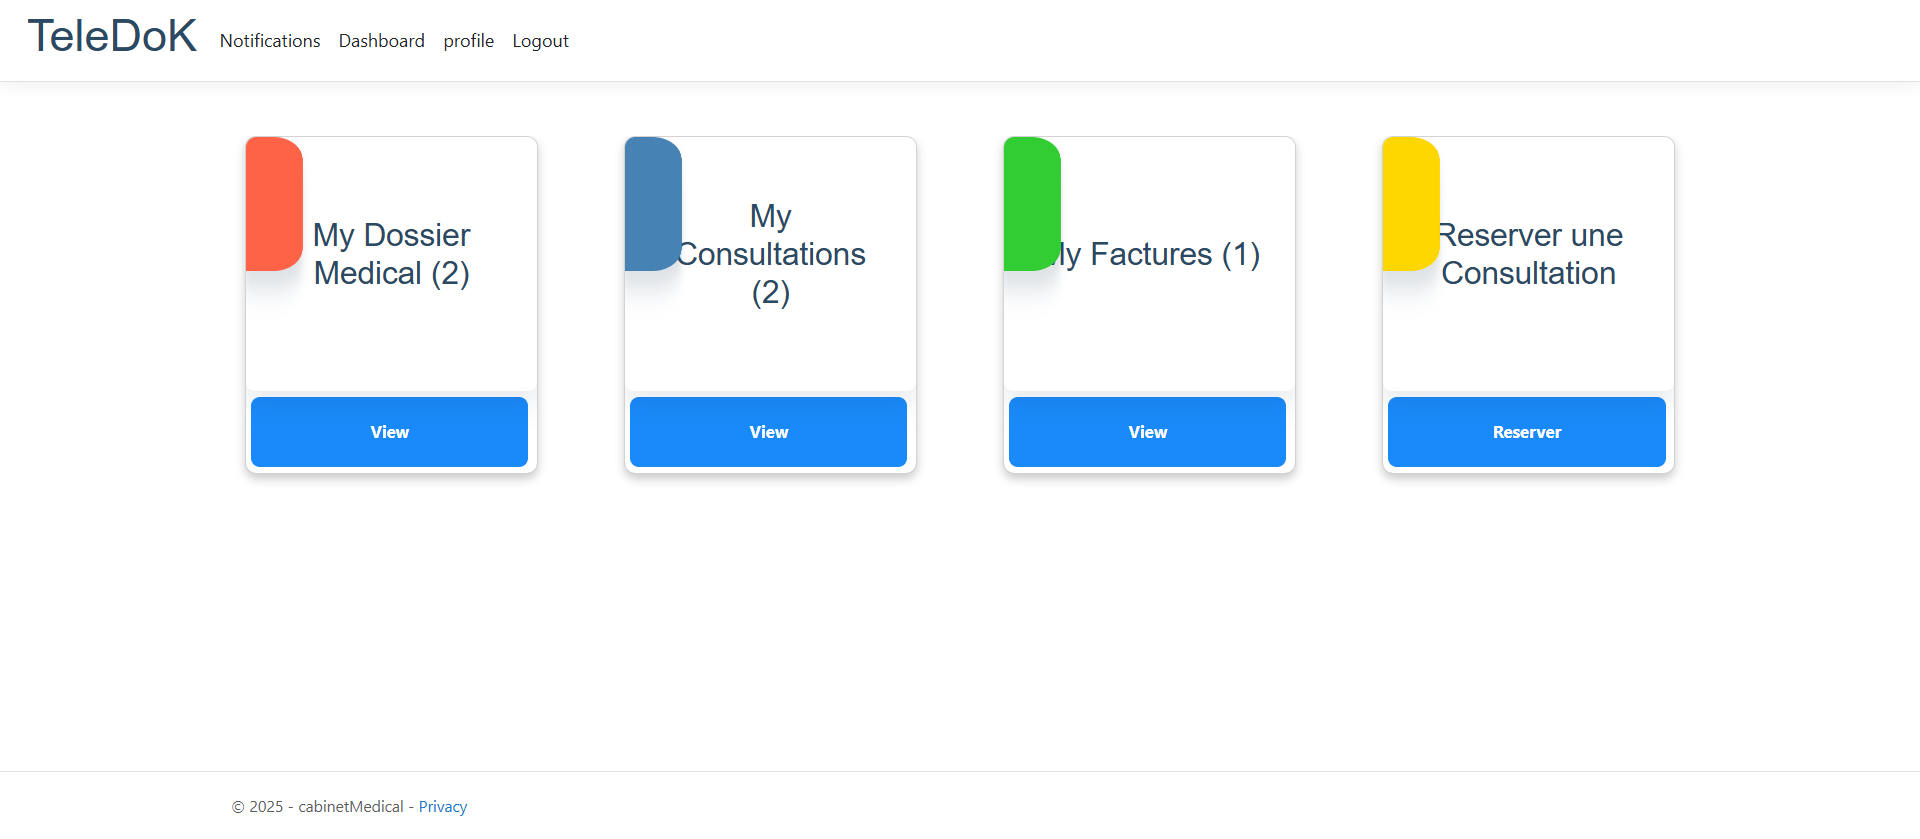 TeleDoK Notifications Dashboard profile Logout
My Dossier
Medical (2)
View
My
Consultations
(2)
View
My Factures (1)
View
Reserver une
Consultation
Reserver
© 2025 - cabinetMedical - Privacy